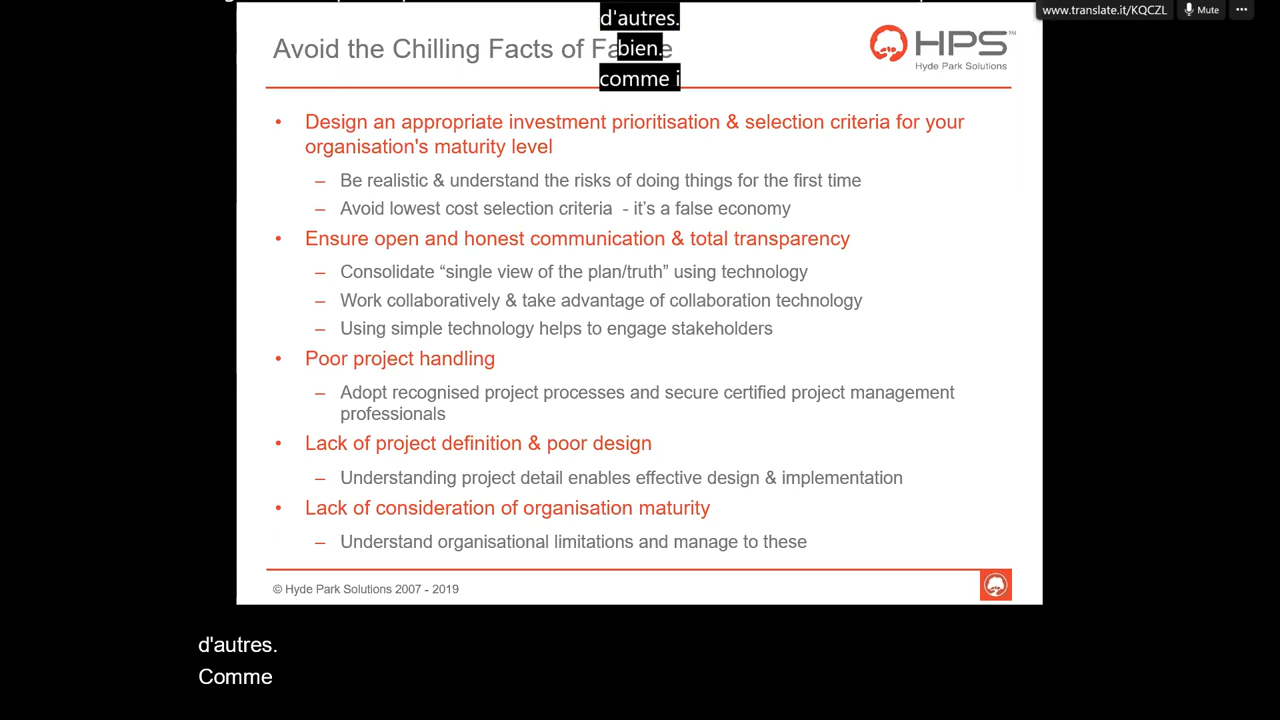 d'autres.
www.translate.it/KQCZL
Mute
Avoid the Chilling Facts of Fa e
bien.
comme i
HPS
TM
Hyde Park Solutions
• Design an appropriate investment prioritisation & selection criteria for your
organisation's maturity level
– Be realistic & understand the risks of doing things for the first time
– Avoid lowest cost selection criteria - it's a false economy
• Ensure open and honest communication & total transparency
– Consolidate “single view of the plan/truth” using technology
– Work collaboratively & take advantage of collaboration technology
– Using simple technology helps to engage stakeholders
• Poor project handling
– Adopt recognised project processes and secure certified project management
professionals
• Lack of project definition & poor design
– Understanding project detail enables effective design & implementation
• Lack of consideration of organisation maturity
– Understand organisational limitations and manage to these
© Hyde Park Solutions 2007 - 2019
d'autres.
Comme